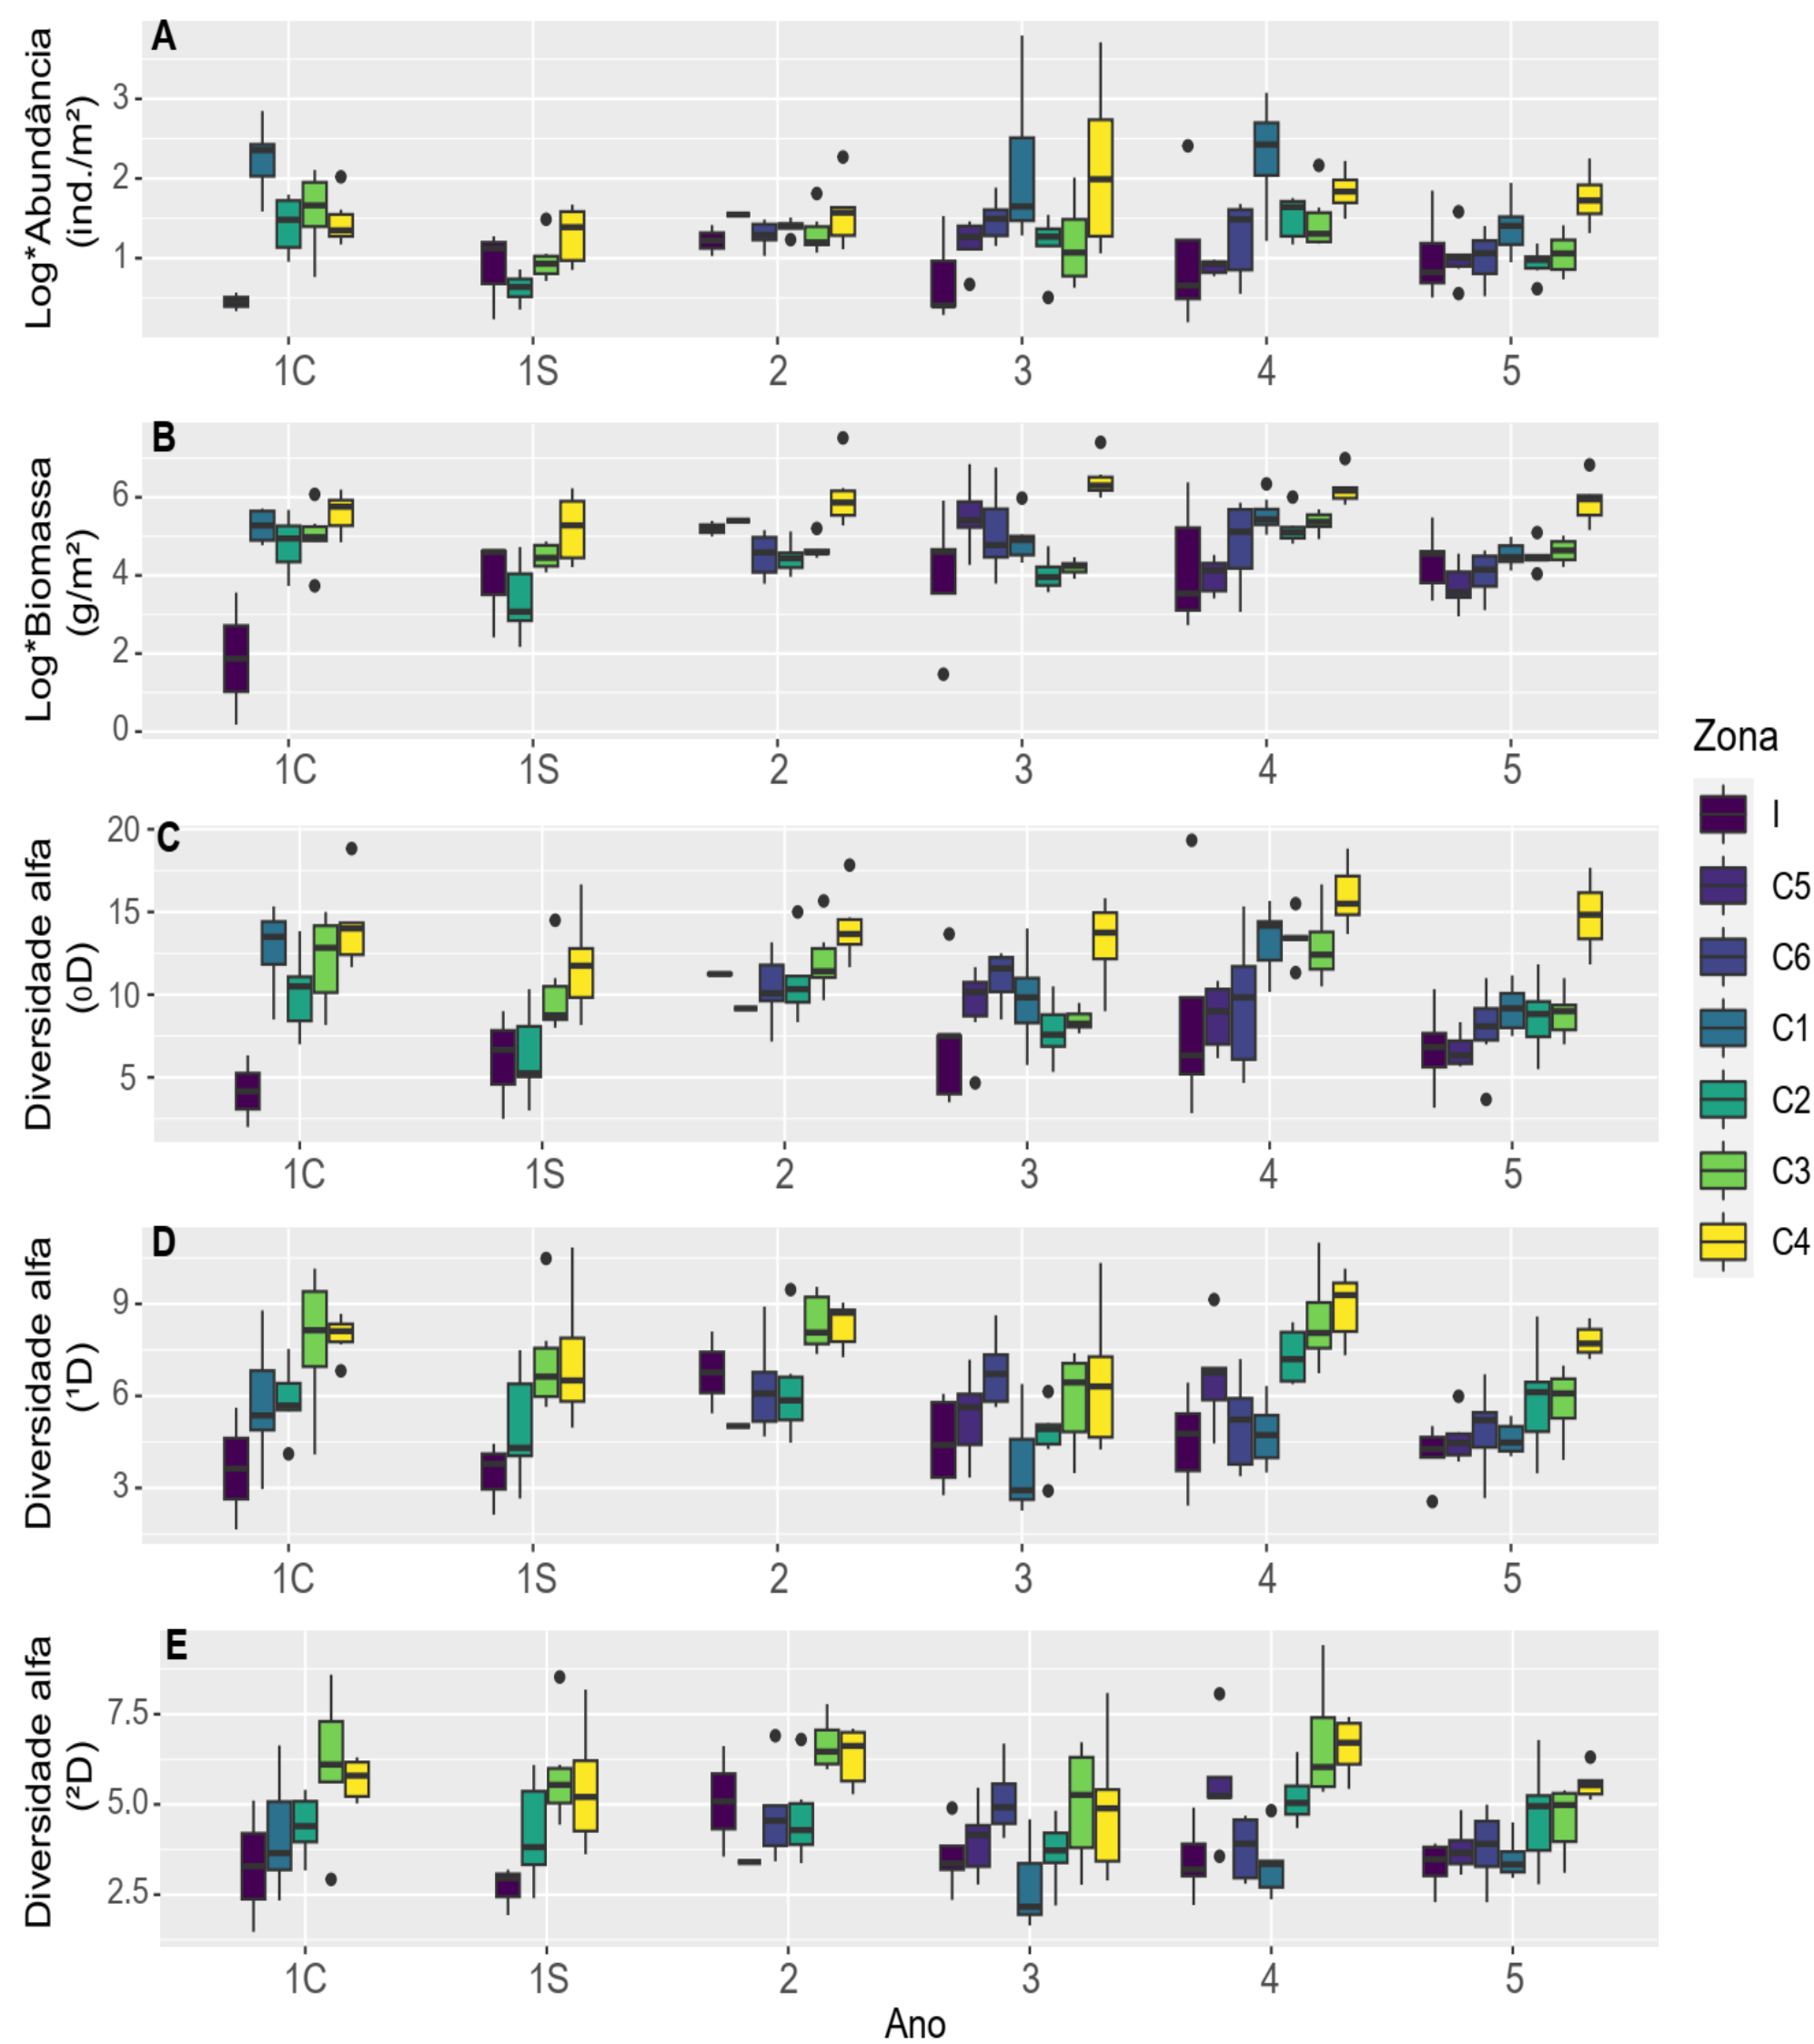 A
Log*Abundância
(ind./m²)
3
2
1
1C 1S 2 3 4 5
B
Log*Biomassa
(g/m²)
6
4
2
0
1C 1S 2 3 4 5
C
Diversidade alfa
(⁰D)
20
15
10
5
1C 1S 2 3 4 5
D
Diversidade alfa
(¹D)
9
6
3
1C 1S 2 3 4 5
E
Diversidade alfa
(²D)
7.5
5.0
2.5
1C 1S 2 3 4 5
Ano
Zona
I
C5
C6
C1
C2
C3
C4